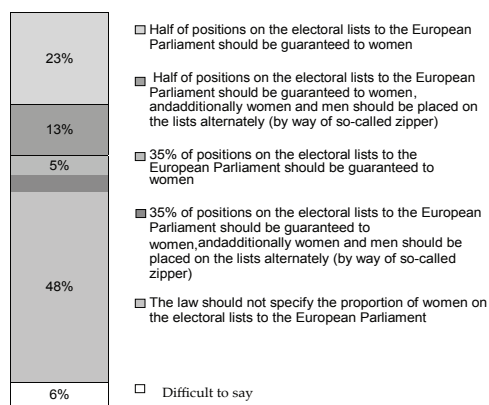 23%
13%
5%
48%
6%
Half of positions on the electoral lists to the European
Parliament should be guaranteed to women
Half of positions on the electoral lists to the European
Parliament should be guaranteed to women,
andadditionally women and men should be placed on
the lists alternately (by way of so-called zipper)
35% of positions on the electoral lists to the
European Parliament should be guaranteed to
women
35% of positions on the electoral lists to the European
Parliament should be guaranteed to
women,andadditionally women and men should be
placed on the lists alternately (by way of so-called
zipper)
The law should not specify the proportion of women on
the electoral lists to the European Parliament
Difficult to say